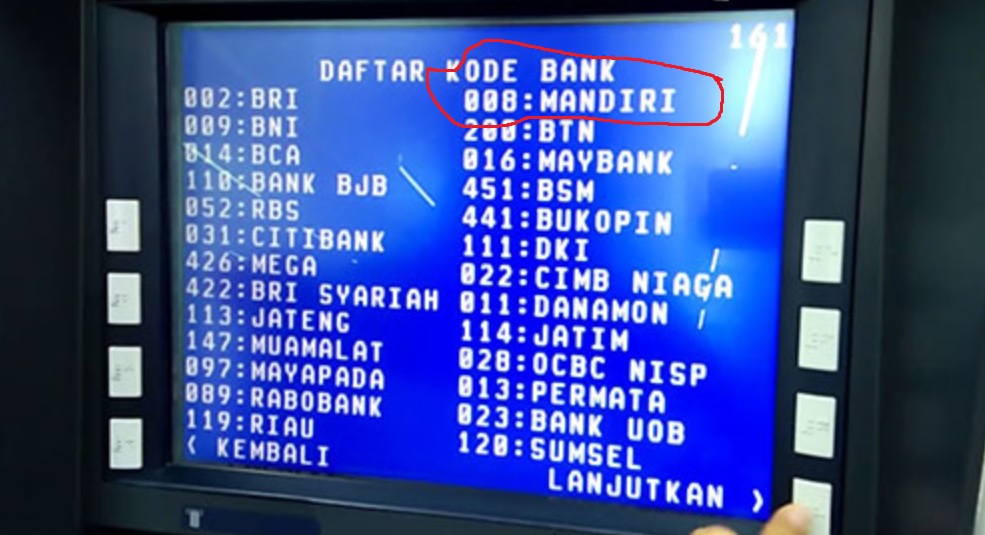 161
DAFTAR KODE BANK
002:BRI
009:BNI
014:BCA
110:BANK BJB
052:RBS
031:CITIBANK
426:MEGA
422:BRI SYARIAH
113:JATENG
147:MUAMALAT
097:MAYAPADA
089:RABOBANK
119:RIAU
008:MANDIRI
200:BTN
016:MAYBANK
451:BSM
441:BUKOPIN
111:DKI
022:CIMB NIAGA
011:DANAMON
114:JATIM
028:OCBC NISP
013:PERMATA
023:BANK UOB
120:SUMSEL
< KEMBALI
LANJUTKAN >